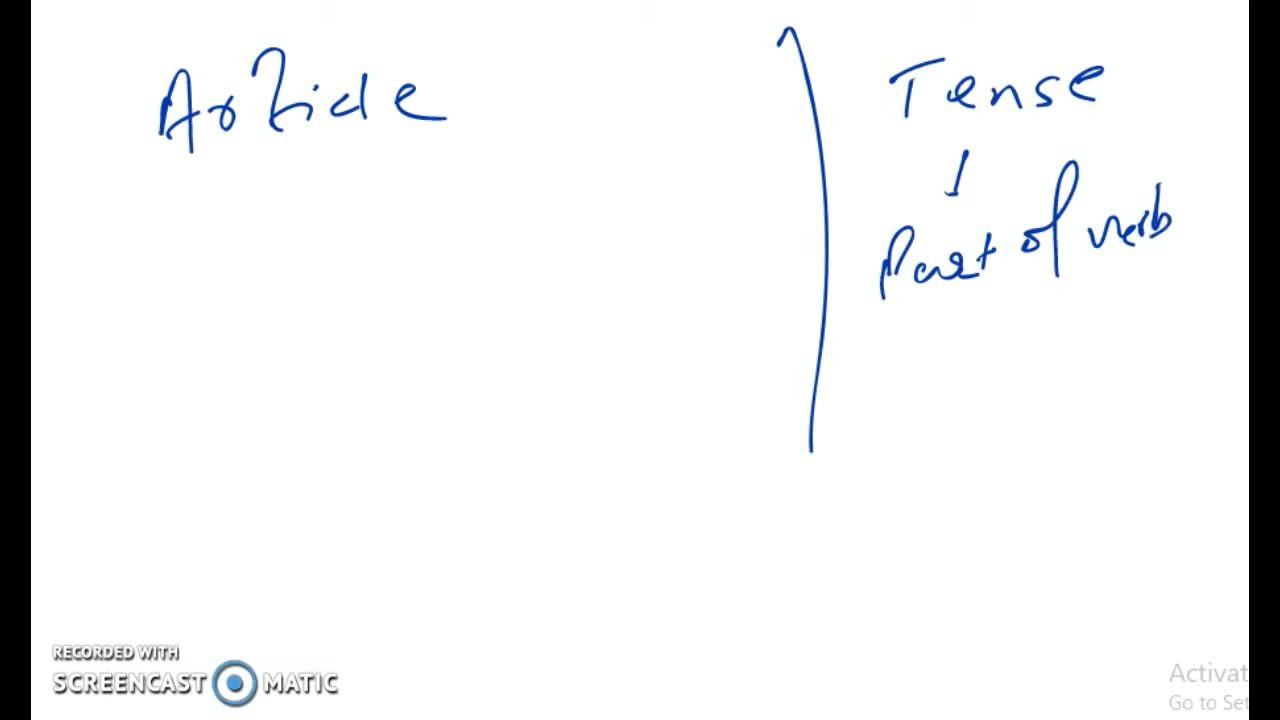 Article
Tense
Part of verb
RECORDED WITH
SCREENCAST MATIC
Activat
Go to Set